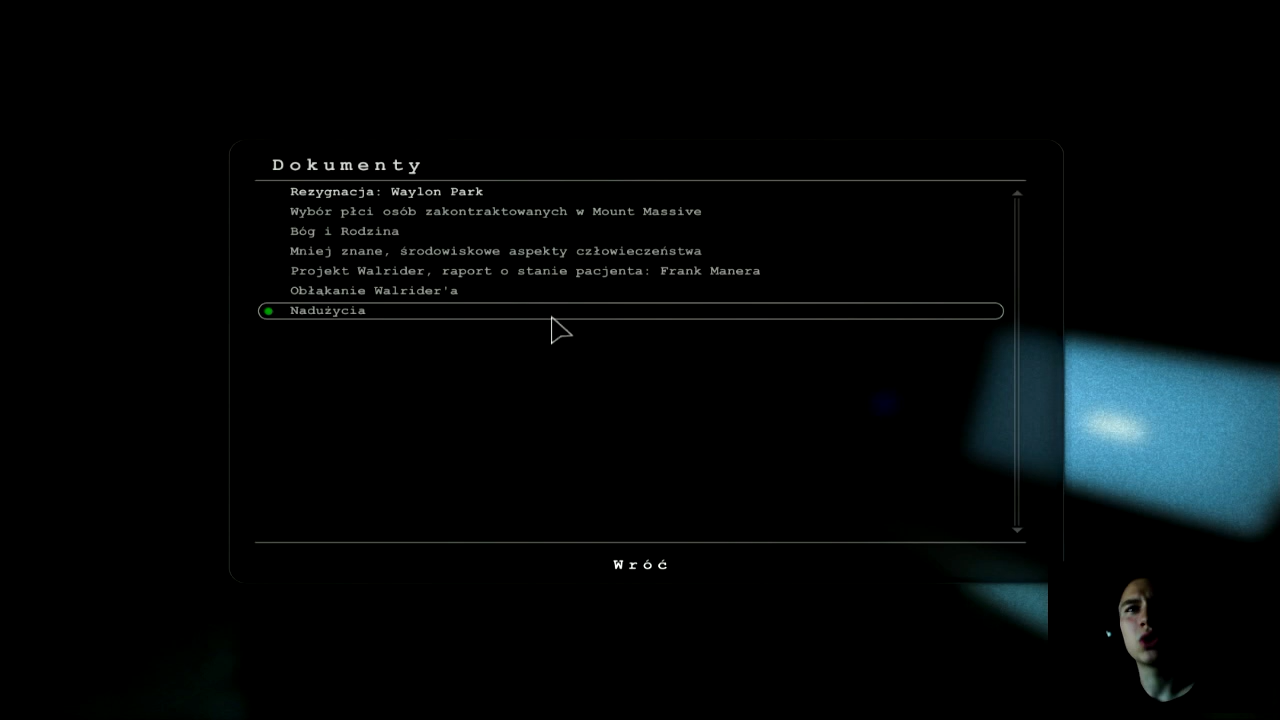 Dokumenty
Rezygnacja: Waylon Park
Wybór płci osób zakontraktowanych w Mount Massive
Bóg i Rodzina
Mniej znane, środowiskowe aspekty człowieczeństwa
Projekt Walrider, raport o stanie pacjenta: Frank Manera
Obłąkanie Walrider'a
Nadużycia
Wróć